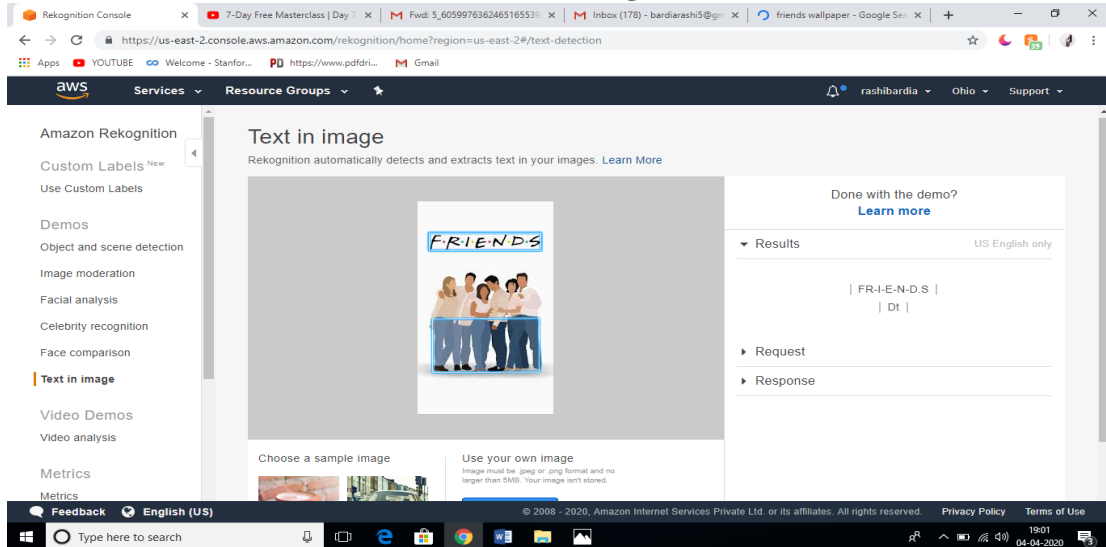 Rekognition Console
7-Day Free Masterclass | Day 7
Fwd: 5_6059976362465165539
Inbox (178) - bardiarashi5@gm
friends wallpaper - Google Sea
https://us-east-2.console.aws.amazon.com/rekognition/home?region=us-east-2#/text-detection
39
Apps YOUTUBE Welcome - Stanfor... PD https://www.pdfdri... Gmail
aws Services Resource Groups rashibardia Ohio Support
Amazon Rekognition
Custom Labels New
Use Custom Labels
Demos
Object and scene detection
Image moderation
Facial analysis
Celebrity recognition
Face comparison
Text in image
Video Demos
Video analysis
Metrics
Metrics
Text in image
Rekognition automatically detects and extracts text in your images. Learn More
F·R·I·E·N·D·S
Choose a sample image
Use your own image
Image must be .jpeg or .png format and no
larger than 5MB. Your image isn't stored.
Done with the demo?
Learn more
Results US English only
| FR-I-E-N-D.S |
| Dt |
Request
Response
Feedback English (US) © 2008 - 2020, Amazon Internet Services Private Ltd. or its affiliates. All rights reserved. Privacy Policy Terms of Use
Type here to search
19:01
04-04-2020
3